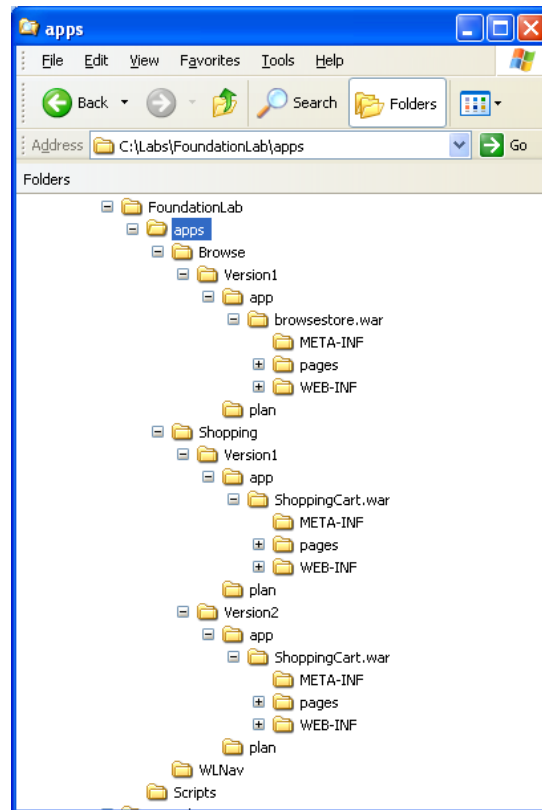 apps
File Edit View Favorites Tools Help
Back Search Folders
Address C:\Labs\FoundationLab\apps Go
Folders
FoundationLab
apps
Browse
Version1
app
browsestore.war
META-INF
pages
WEB-INF
plan
Shopping
Version1
app
ShoppingCart.war
META-INF
pages
WEB-INF
plan
Version2
app
ShoppingCart.war
META-INF
pages
WEB-INF
plan
WLNav
Scripts